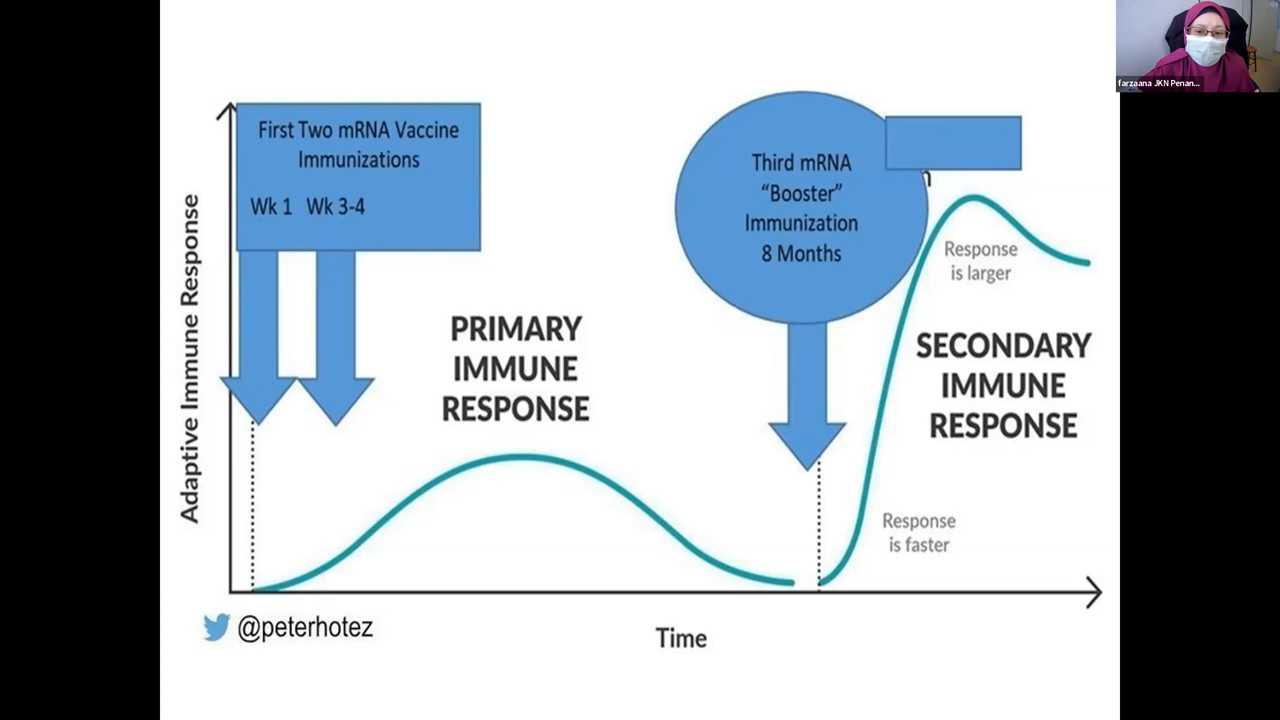 farzaana JKN Penan...
First Two mRNA Vaccine
Immunizations
Wk 1 Wk 3-4
Third mRNA
“Booster”
Immunization
8 Months
Adaptive Immune Response
PRIMARY
IMMUNE
RESPONSE
Response
is larger
SECONDARY
IMMUNE
RESPONSE
Response
is faster
@peterhotez
Time